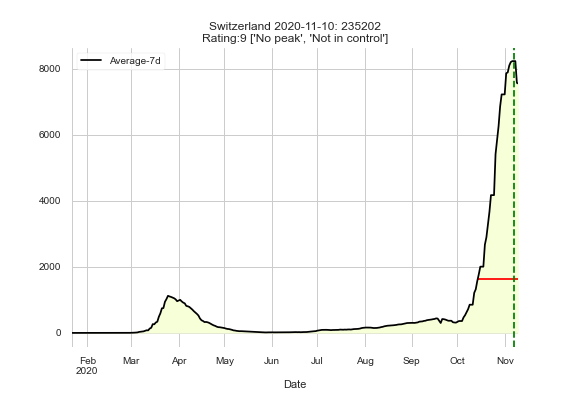 Switzerland 2020-11-10: 235202
Rating:9 ['No peak', 'Not in control']
Average-7d
8000
6000
4000
2000
0
Feb Mar Apr May Jun Jul Aug Sep Oct Nov
2020
Date